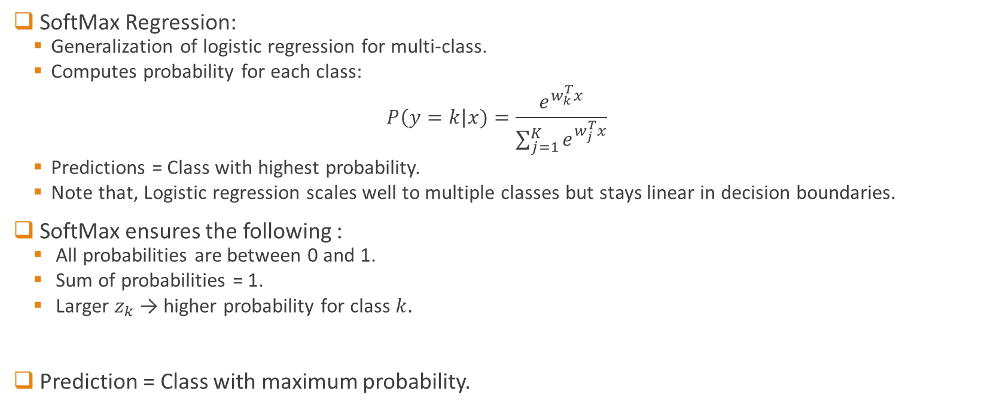 SoftMax Regression:
Generalization of logistic regression for multi-class.
Computes probability for each class:
P(y = k|x) = \frac{e^{w_k^T x}}{\sum_{j=1}^{K} e^{w_j^T x}}
Predictions = Class with highest probability.
Note that, Logistic regression scales well to multiple classes but stays linear in decision boundaries.
SoftMax ensures the following :
All probabilities are between 0 and 1.
Sum of probabilities = 1.
Larger z_k → higher probability for class k.
Prediction = Class with maximum probability.